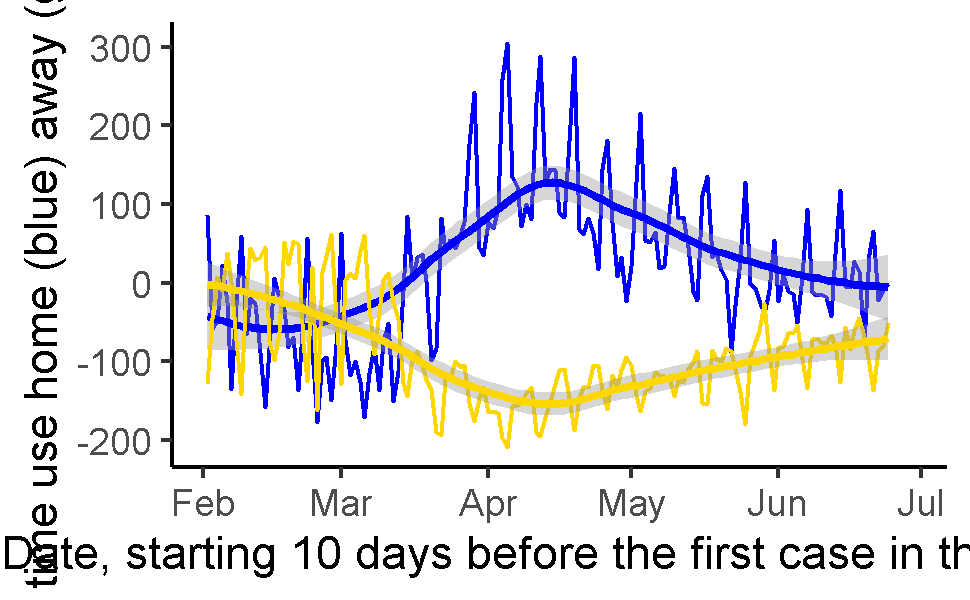 time use home (blue) away (
300
200
100
0
-100
-200
Feb Mar Apr May Jun Jul
Date, starting 10 days before the first case in th